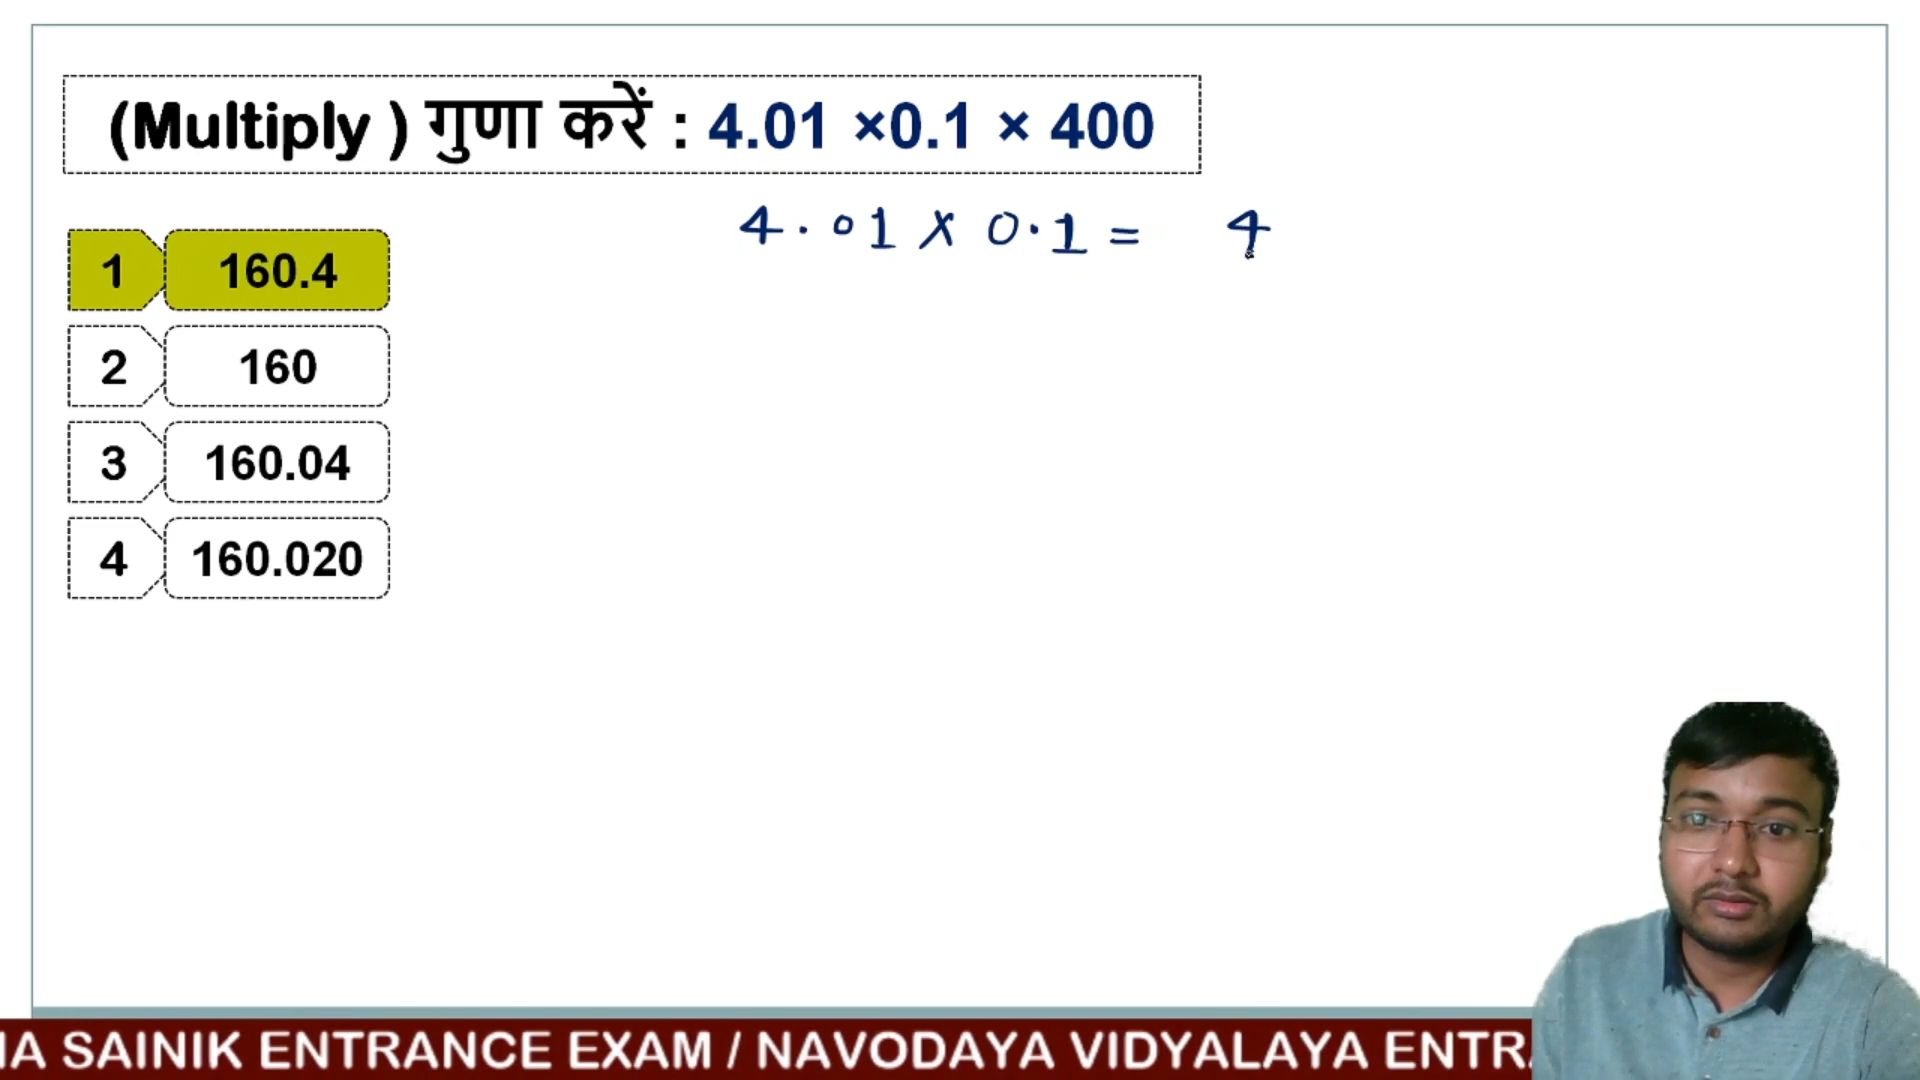 (Multiply ) गुणा करें : 4.01 ×0.1 × 400
4.01 × 0.1 = 4
1 160.4
2 160
3 160.04
4 160.020
IA SAINIK ENTRANCE EXAM / NAVODAYA VIDYALAYA ENTR